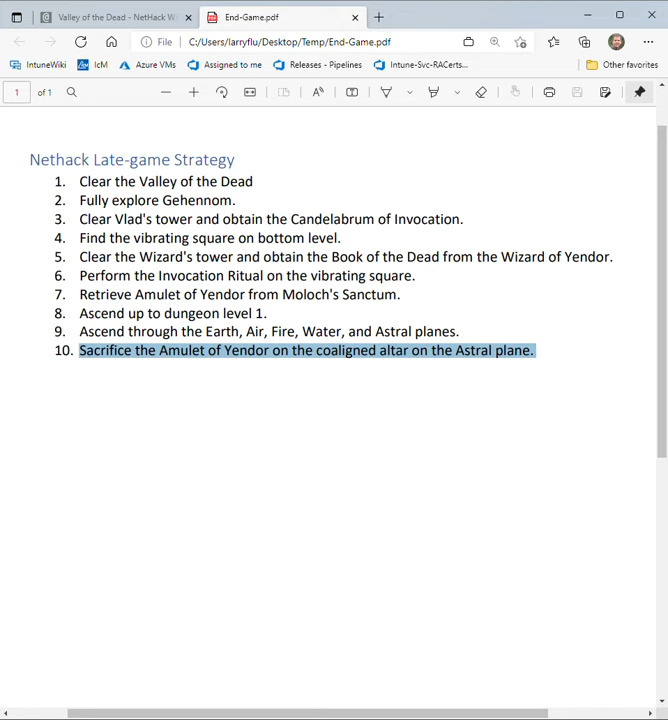 Valley of the Dead - NetHack Wi
End-Game.pdf
File
C:/Users/larryflu/Desktop/Temp/End-Game.pdf
IntuneWiki
IcM
Azure VMs
Assigned to me
Releases - Pipelines
Intune-Svc-RACerts...
Other favorites
1 of 1
Nethack Late-game Strategy
1. Clear the Valley of the Dead
2. Fully explore Gehennom.
3. Clear Vlad's tower and obtain the Candelabrum of Invocation.
4. Find the vibrating square on bottom level.
5. Clear the Wizard's tower and obtain the Book of the Dead from the Wizard of Yendor.
6. Perform the Invocation Ritual on the vibrating square.
7. Retrieve Amulet of Yendor from Moloch's Sanctum.
8. Ascend up to dungeon level 1.
9. Ascend through the Earth, Air, Fire, Water, and Astral planes.
10. Sacrifice the Amulet of Yendor on the coaligned altar on the Astral plane.